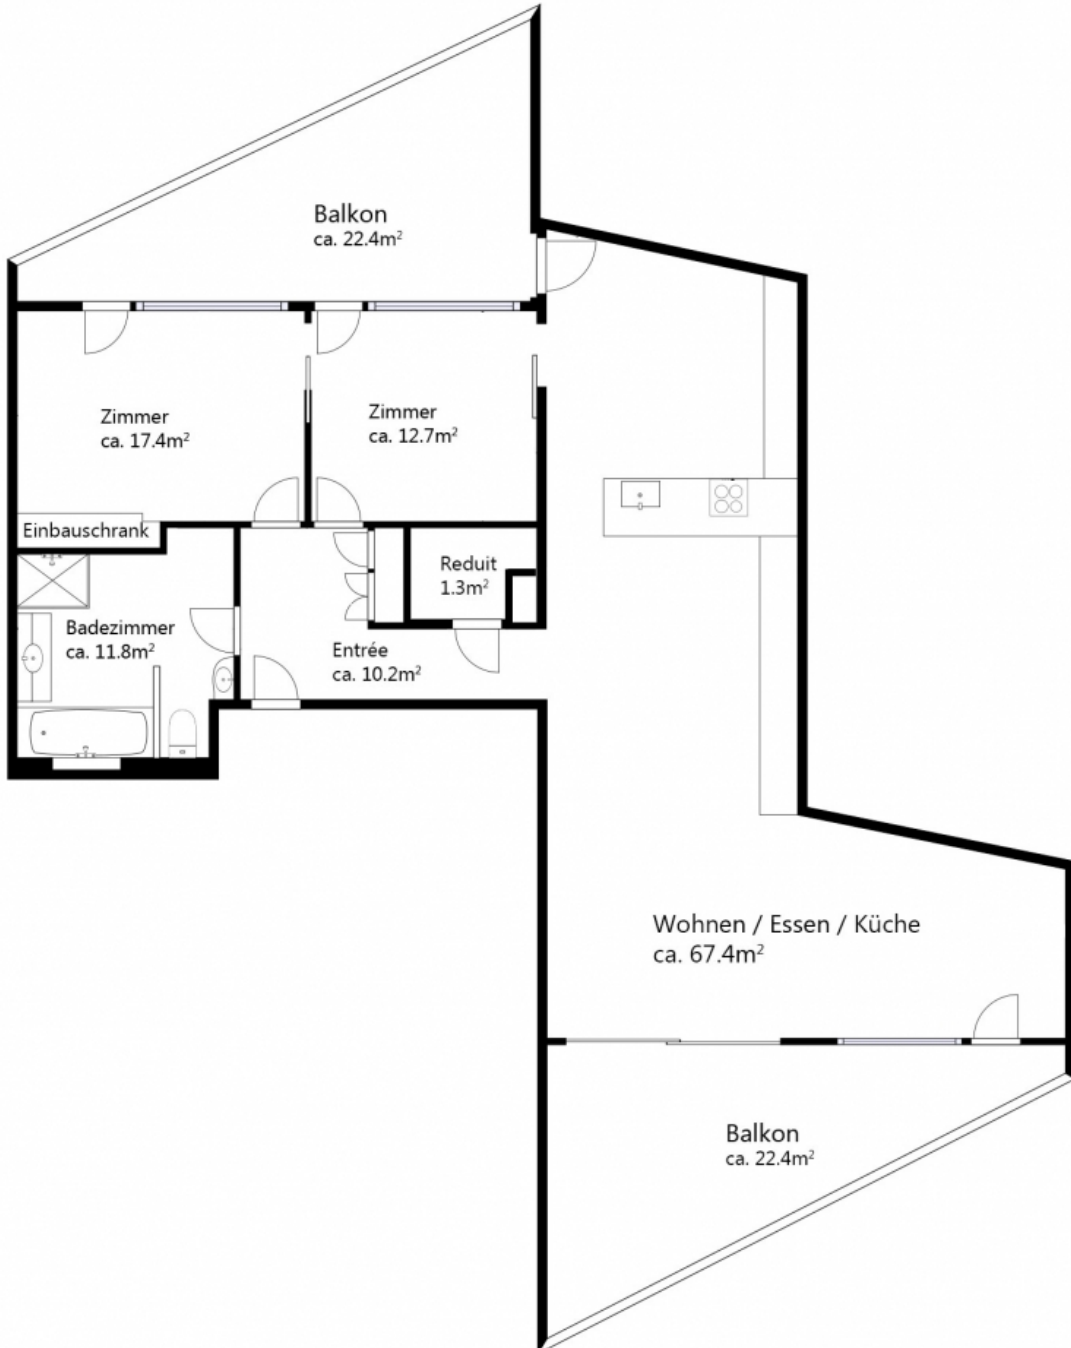 Balkon
ca. 22.4m²
Zimmer
ca. 17.4m²
Zimmer
ca. 12.7m²
Einbauschrank
Reduit
1.3m²
Badezimmer
ca. 11.8m²
Entrée
ca. 10.2m²
Wohnen / Essen / Küche
ca. 67.4m²
Balkon
ca. 22.4m²